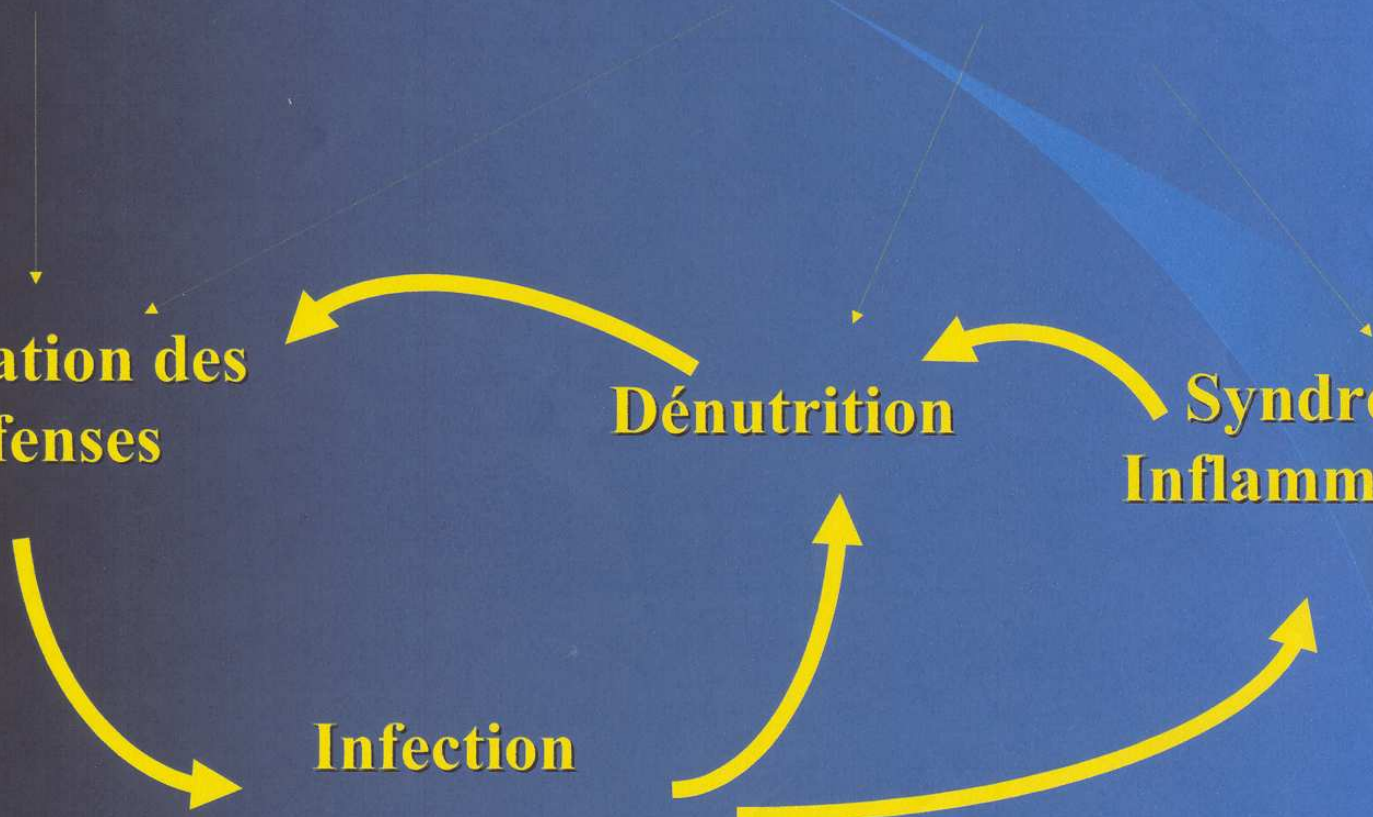 ation des
fenses
Dénutrition
Syndr
Inflamm
Infection